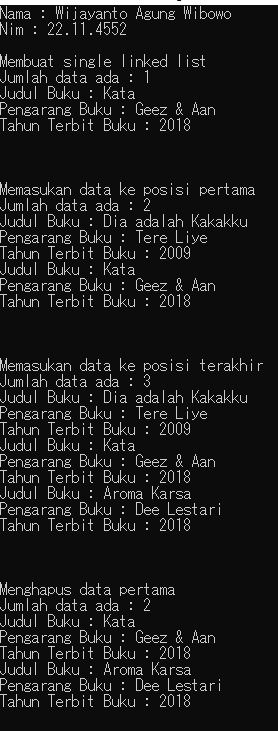 Nama : Wijayanto Agung Wibowo
Nim : 22.11.4552
Membuat single linked list
Jumlah data ada : 1
Judul Buku : Kata
Pengarang Buku : Geez & Aan
Tahun Terbit Buku : 2018
Memasukan data ke posisi pertama
Jumlah data ada : 2
Judul Buku : Dia adalah Kakakku
Pengarang Buku : Tere Liye
Tahun Terbit Buku : 2009
Judul Buku : Kata
Pengarang Buku : Geez & Aan
Tahun Terbit Buku : 2018
Memasukan data ke posisi terakhir
Jumlah data ada : 3
Judul Buku : Dia adalah Kakakku
Pengarang Buku : Tere Liye
Tahun Terbit Buku : 2009
Judul Buku : Kata
Pengarang Buku : Geez & Aan
Tahun Terbit Buku : 2018
Judul Buku : Aroma Karsa
Pengarang Buku : Dee Lestari
Tahun Terbit Buku : 2018
Menghapus data pertama
Jumlah data ada : 2
Judul Buku : Kata
Pengarang Buku : Geez & Aan
Tahun Terbit Buku : 2018
Judul Buku : Aroma Karsa
Pengarang Buku : Dee Lestari
Tahun Terbit Buku : 2018